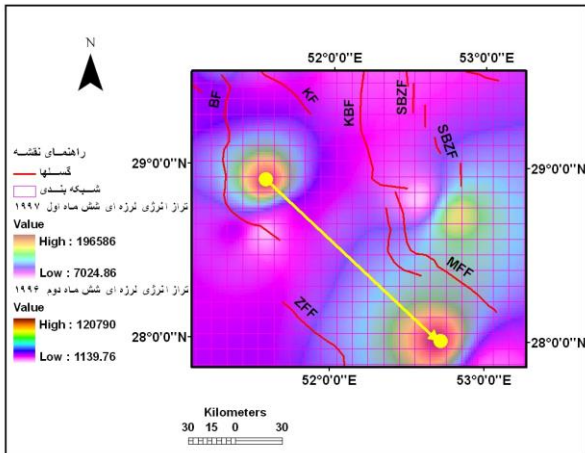 N
راهنمای نقشه
گسلها
شبکه بندی
تراز انرژی لرزه ای شش ماه اول ۱۹۹۷
Value
High : 196586
Low : 7024.86
تراز انرژی لرزه ای شش ماه دوم ۱۹۹۶
Value
High : 120790
Low : 1139.76
52°0'0"E 53°0'0"E
BF KF KBF SBZF SBZF
29°0'0"N 29°0'0"N
MFF
ZFF
28°0'0"N 28°0'0"N
52°0'0"E 53°0'0"E
Kilometers
30 15 0 30